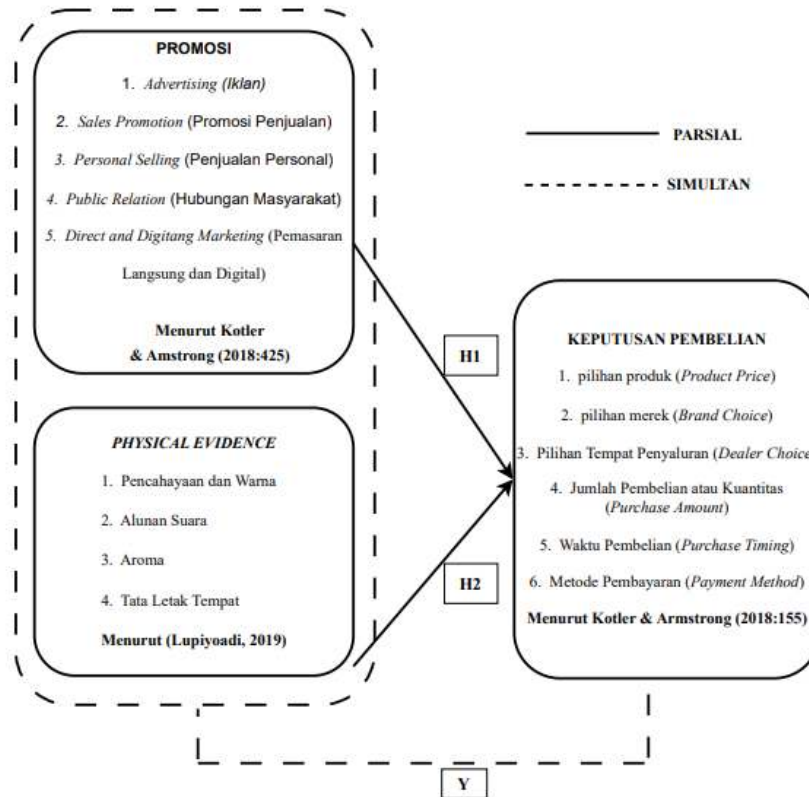 PROMOSI
1. Advertising (Iklan)
2. Sales Promotion (Promosi Penjualan)
3. Personal Selling (Penjualan Personal)
4. Public Relation (Hubungan Masyarakat)
5. Direct and Digitang Marketing (Pemasaran
Langsung dan Digital)
Menurut Kotler
& Amstrong (2018:425)
PHYSICAL EVIDENCE
1. Pencahayaan dan Warna
2. Alunan Suara
3. Aroma
4. Tata Letak Tempat
Menurut (Lupiyoadi, 2019)
PARSIAL
SIMULTAN
H1
H2
KEPUTUSAN PEMBELIAN
1. pilihan produk (Product Price)
2. pilihan merek (Brand Choice)
3. Pilihan Tempat Penyaluran (Dealer Choice
4. Jumlah Pembelian atau Kuantitas
(Purchase Amount)
5. Waktu Pembelian (Purchase Timing)
6. Metode Pembayaran (Payment Method)
Menurut Kotler & Armstrong (2018:155)
Y